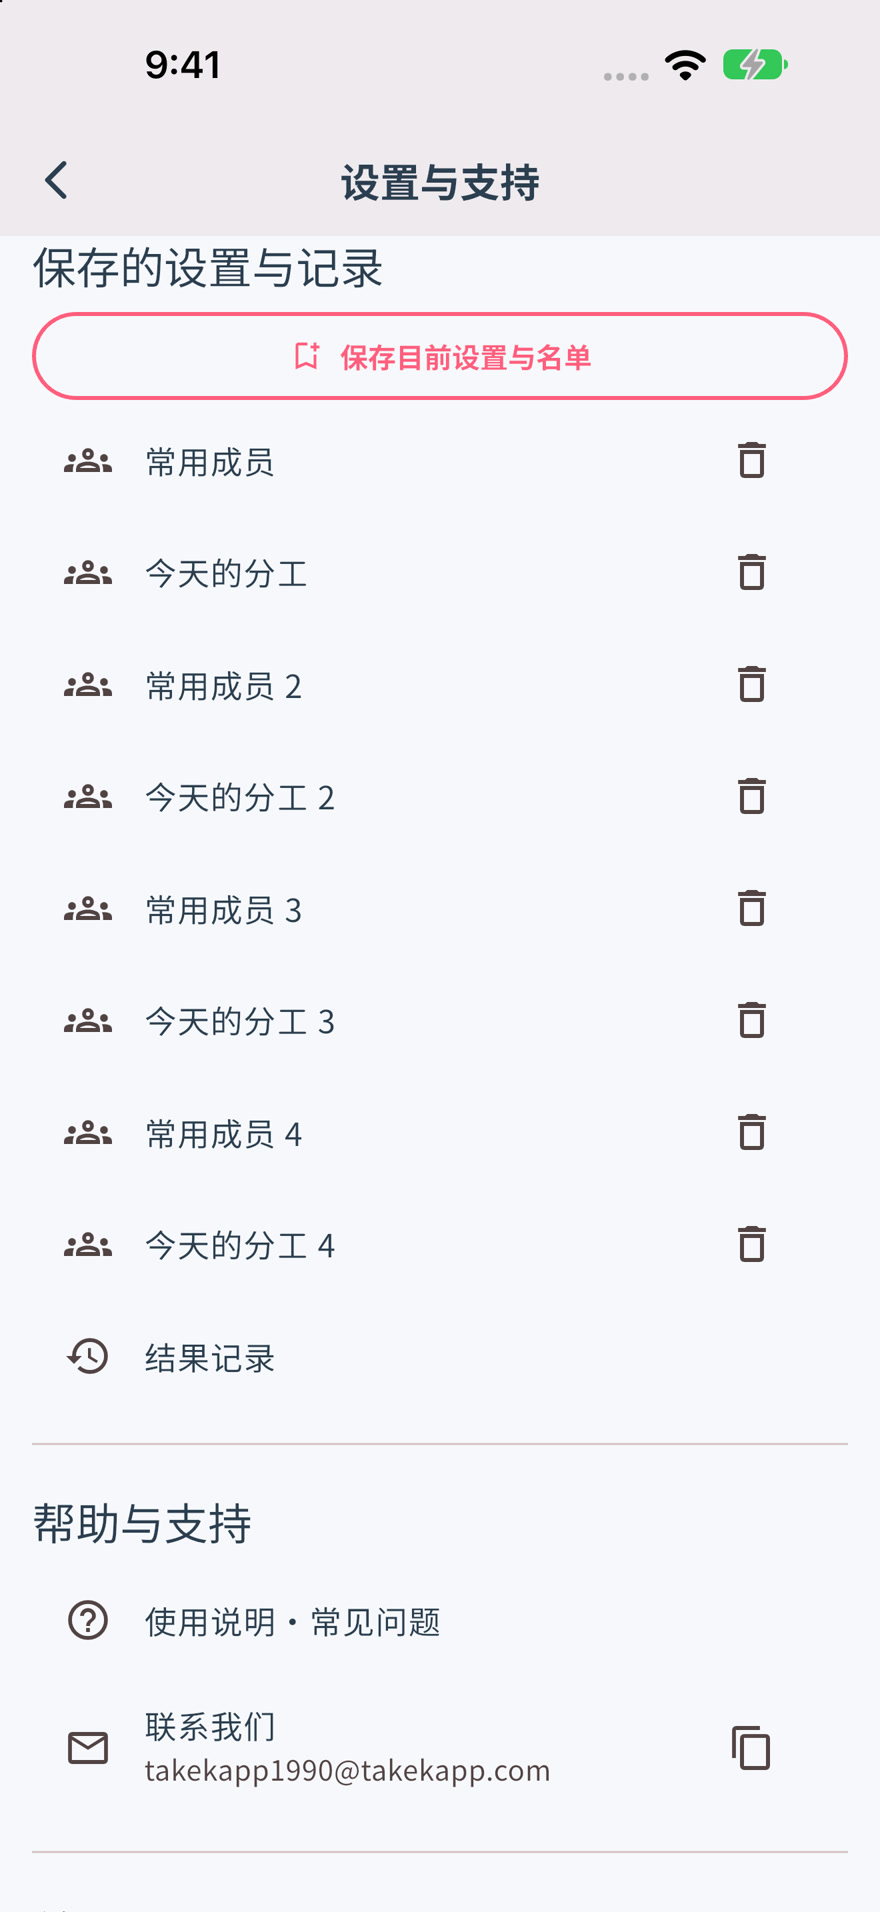 9:41
设置与支持
保存的设置与记录
保存目前设置与名单
常用成员
今天的分工
常用成员 2
今天的分工 2
常用成员 3
今天的分工 3
常用成员 4
今天的分工 4
结果记录
帮助与支持
使用说明・常见问题
联系我们
takekapp1990@takekapp.com